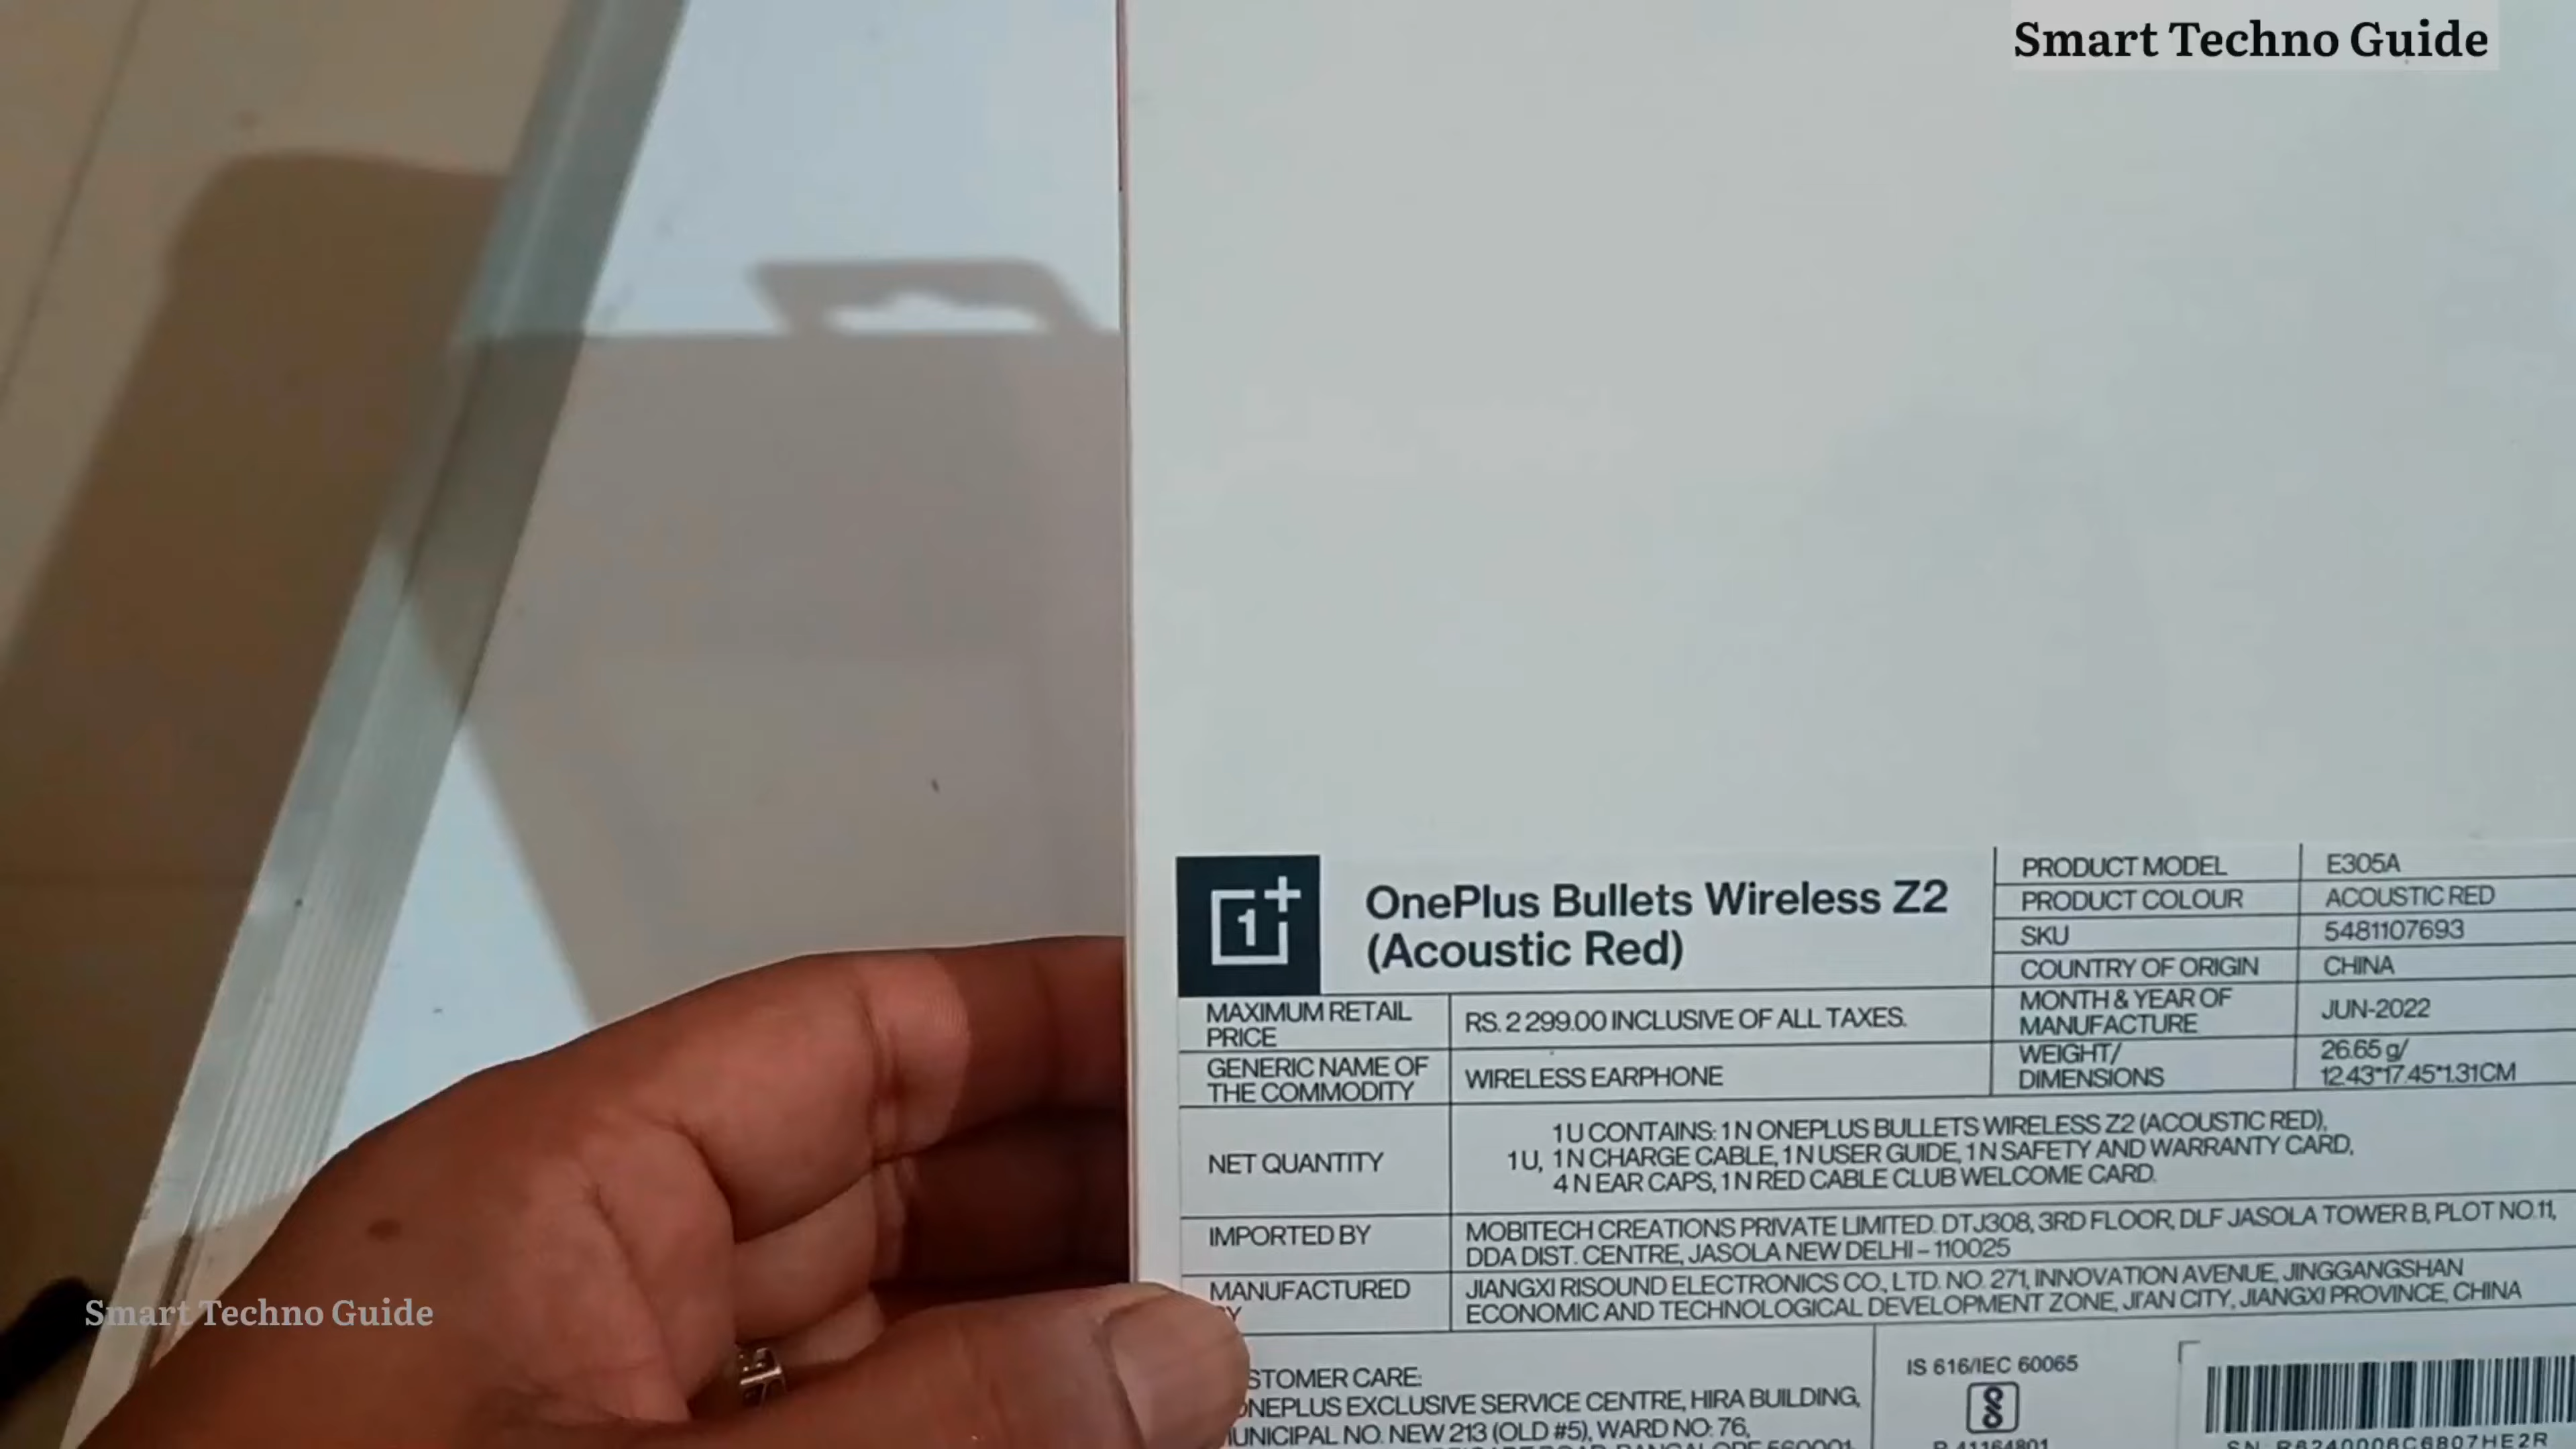 Smart Techno Guide
OnePlus Bullets Wireless Z2
(Acoustic Red)
PRODUCT MODEL E305A
PRODUCT COLOUR ACOUSTIC RED
SKU 5481107693
COUNTRY OF ORIGIN CHINA
MONTH & YEAR OF
MANUFACTURE
JUN-2022
WEIGHT/
DIMENSIONS
26.65 g/
12.43*17.45*1.31CM
MAXIMUM RETAIL
PRICE
RS. 2 299.00 INCLUSIVE OF ALL TAXES.
GENERIC NAME OF
THE COMMODITY
WIRELESS EARPHONE
NET QUANTITY
1U CONTAINS: 1 N ONEPLUS BULLETS WIRELESS Z2 (ACOUSTIC RED),
1U, 1 N CHARGE CABLE, 1 N USER GUIDE, 1 N SAFETY AND WARRANTY CARD,
4 N EAR CAPS, 1 N RED CABLE CLUB WELCOME CARD.
IMPORTED BY
MOBITECH CREATIONS PRIVATE LIMITED. DTJ308, 3RD FLOOR, DLF JASOLA TOWER B, PLOT NO.11,
DDA DIST. CENTRE, JASOLA NEW DELHI – 110025
MANUFACTURED
JIANGXI RISOUND ELECTRONICS CO., LTD. NO. 271, INNOVATION AVENUE, JINGGANGSHAN
ECONOMIC AND TECHNOLOGICAL DEVELOPMENT ZONE, JI'AN CITY, JIANGXI PROVINCE, CHINA
STOMER CARE:
NEPLUS EXCLUSIVE SERVICE CENTRE, HIRA BUILDING,
UNICIPAL NO. NEW 213 (OLD #5), WARD NO: 76,
IS 616/IEC 60065
Smart Techno Guide